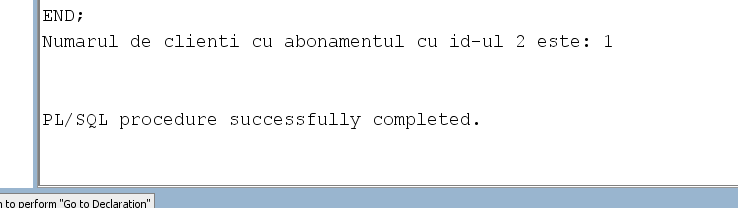 END;
Numarul de clienti cu abonamentul cu id-ul 2 este: 1
PL/SQL procedure successfully completed.
to perform "Go to Declaration"